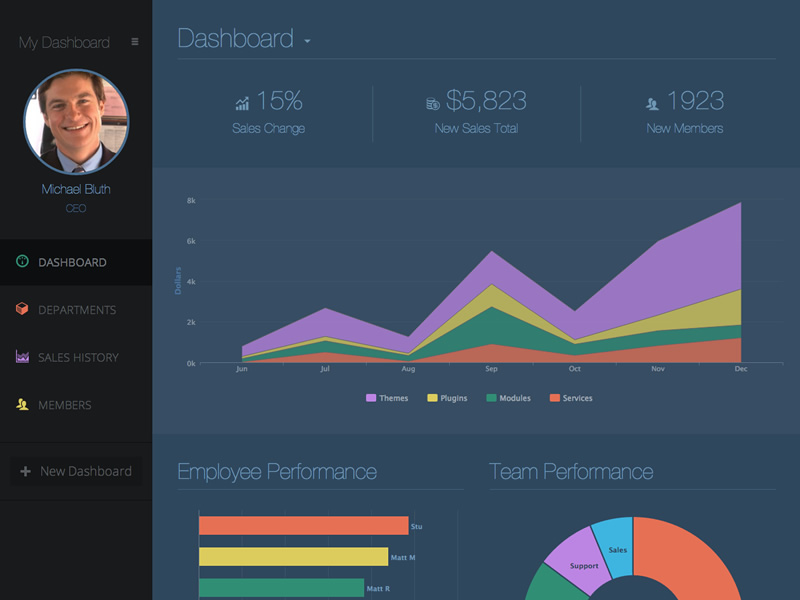 My Dashboard
Michael Bluth
CEO
DASHBOARD
DEPARTMENTS
SALES HISTORY
MEMBERS
New Dashboard
Dashboard
15%
Sales Change
$5,823
New Sales Total
1923
New Members
8k
6k
4k
2k
0k
Dollars
Jun Jul Aug Sep Oct Nov Dec
Themes Plugins Modules Services
Employee Performance
Stu
Matt M
Matt R
Team Performance
Sales
Support